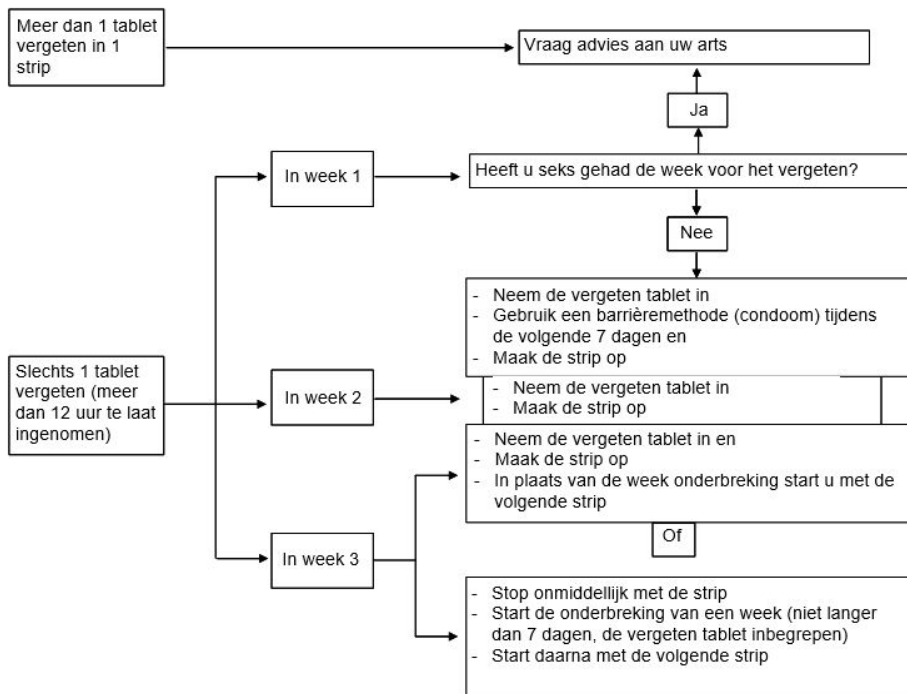 Meer dan 1 tablet
vergeten in 1
strip
Vraag advies aan uw arts
Ja
In week 1
Heeft u seks gehad de week voor het vergeten?
Nee
- Neem de vergeten tablet in
- Gebruik een barrièremethode (condoom) tijdens
de volgende 7 dagen en
- Maak de strip op
Slechts 1 tablet
vergeten (meer
dan 12 uur te laat
ingenomen)
In week 2
- Neem de vergeten tablet in
- Maak de strip op
- Neem de vergeten tablet in en
- Maak de strip op
- In plaats van de week onderbreking start u met de
volgende strip
Of
In week 3
- Stop onmiddellijk met de strip
- Start de onderbreking van een week (niet langer
dan 7 dagen, de vergeten tablet inbegrepen)
- Start daarna met de volgende strip